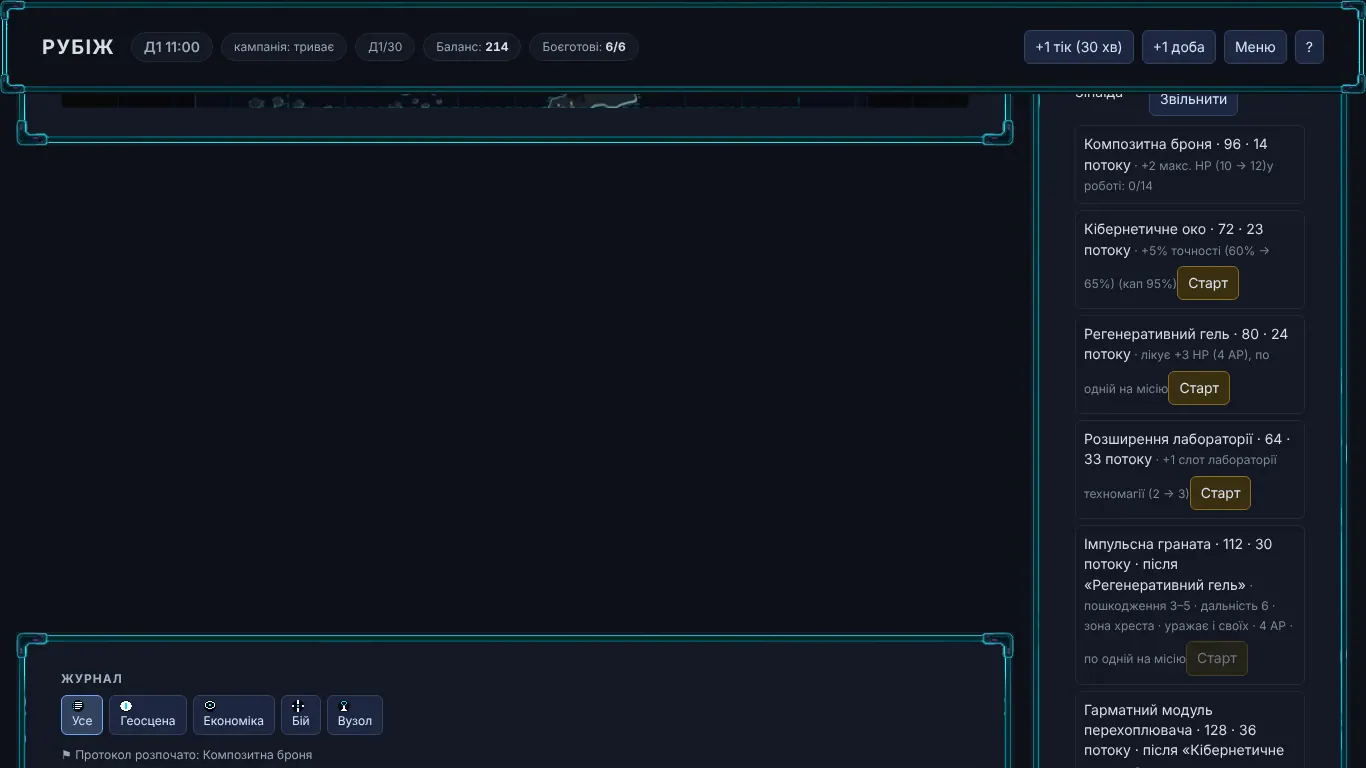 РУБІЖ
Д1 11:00
кампанія: триває
Д1/30
Баланс: 214
Боєготові: 6/6
+1 тік (30 хв)
+1 доба
Меню
?
Звільнити
Композитна броня · 96 · 14
потоку · +2 макс. HP (10 → 12)у
роботі: 0/14
Кібернетичне око · 72 · 23
потоку · +5% точності (60% →
65%) (кап 95%) Старт
Регенеративний гель · 80 · 24
потоку · лікує +3 HP (4 AP), по
одній на місію Старт
Розширення лабораторії · 64 ·
33 потоку · +1 слот лабораторії
техномагії (2 → 3) Старт
Імпульсна граната · 112 · 30
потоку · після
«Регенеративний гель» ·
пошкодження 3–5 · дальність 6 ·
зона хреста · уражає і своїх · 4 AP ·
по одній на місію Старт
Гарматний модуль
перехоплювача · 128 · 36
потоку · після «Кібернетичне
ЖУРНАЛ
Усе
Геосцена
Економіка
Бій
Вузол
⚑ Протокол розпочато: Композитна броня